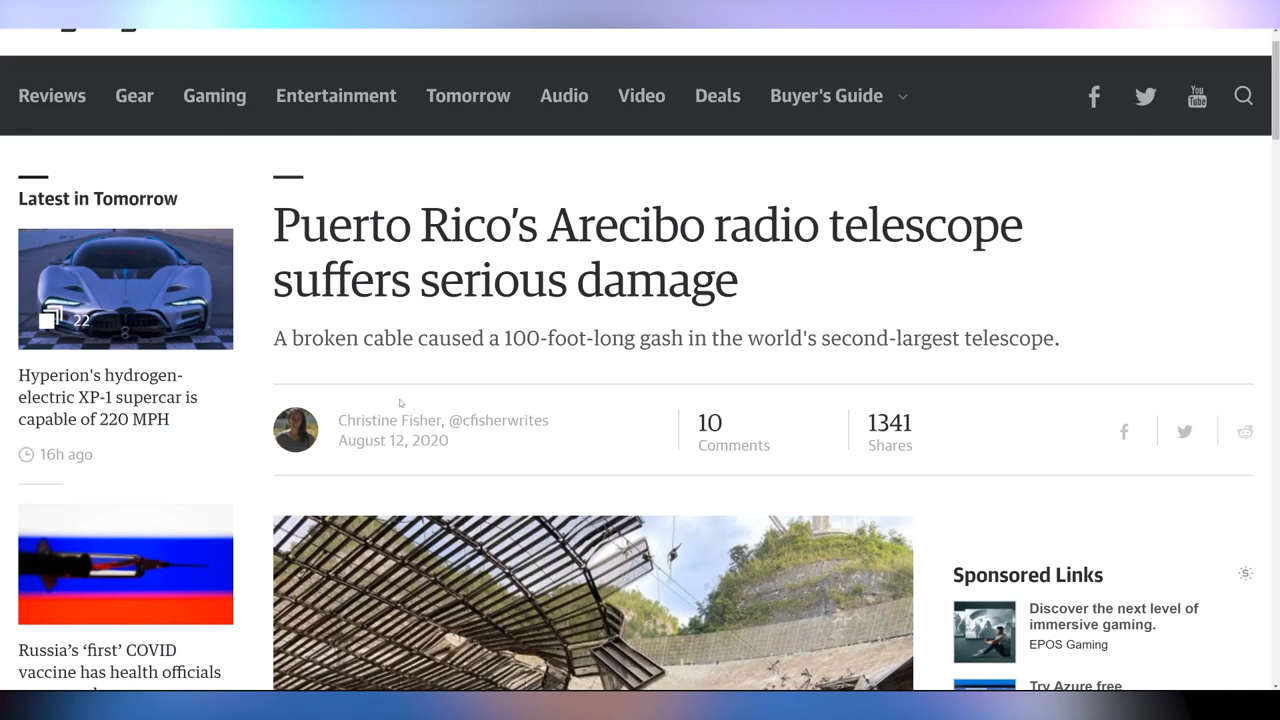 Reviews Gear Gaming Entertainment Tomorrow Audio Video Deals Buyer's Guide
You
Tube
Latest in Tomorrow
22
Hyperion's hydrogen-
electric XP-1 supercar is
capable of 220 MPH
16h ago
Russia's ‘first’ COVID
vaccine has health officials
Puerto Rico’s Arecibo radio telescope
suffers serious damage
A broken cable caused a 100-foot-long gash in the world's second-largest telescope.
Christine Fisher, @cfisherwrites
August 12, 2020
10
Comments
1341
Shares
Sponsored Links
Discover the next level of
immersive gaming.
EPOS Gaming
Try Azure free